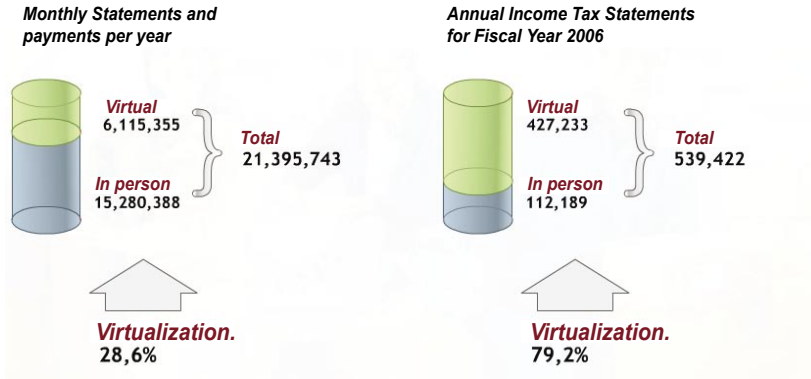 Monthly Statements and
payments per year
Virtual
6,115,355
Total
21,395,743
In person
15,280,388
Virtualization.
28,6%
Annual Income Tax Statements
for Fiscal Year 2006
Virtual
427,233
Total
539,422
In person
112,189
Virtualization.
79,2%